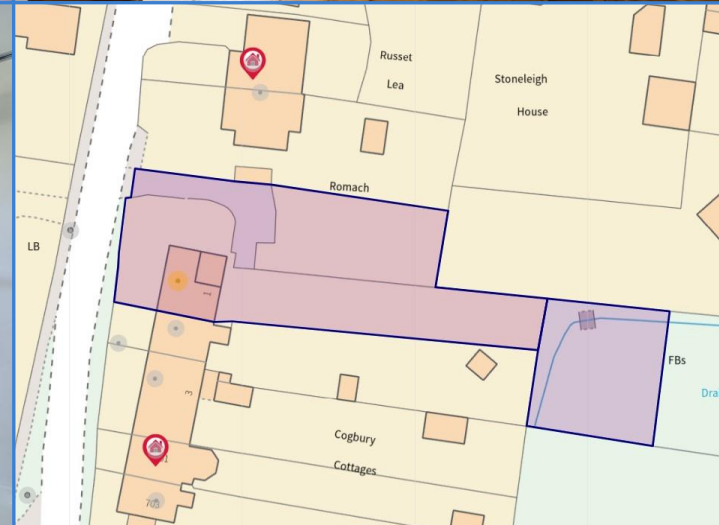 Russet
Lea
Stoneleigh
House
Romach
LB
1
FBs
Dra
3
Cogbury
Cottages